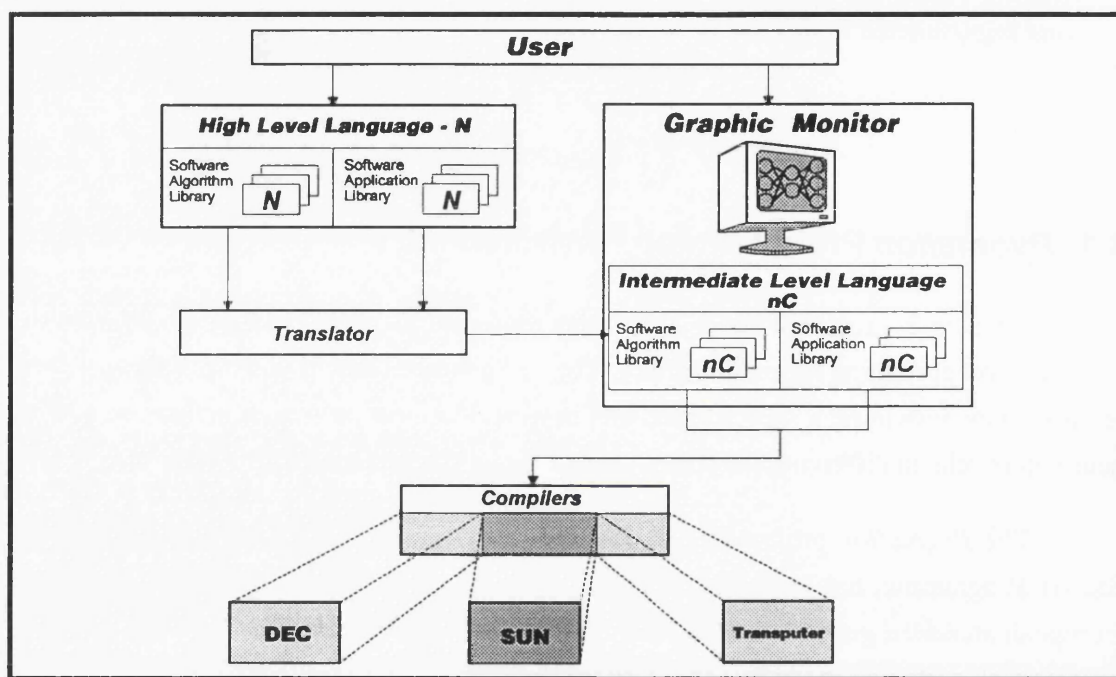 User
High Level Language - N
Software
Algorithm
Library
N
Software
Application
Library
N
Graphic Monitor
Translator
Intermediate Level Language
nC
Software
Algorithm
Library
nC
Software
Application
Library
nC
Compilers
DEC
SUN
Transputer